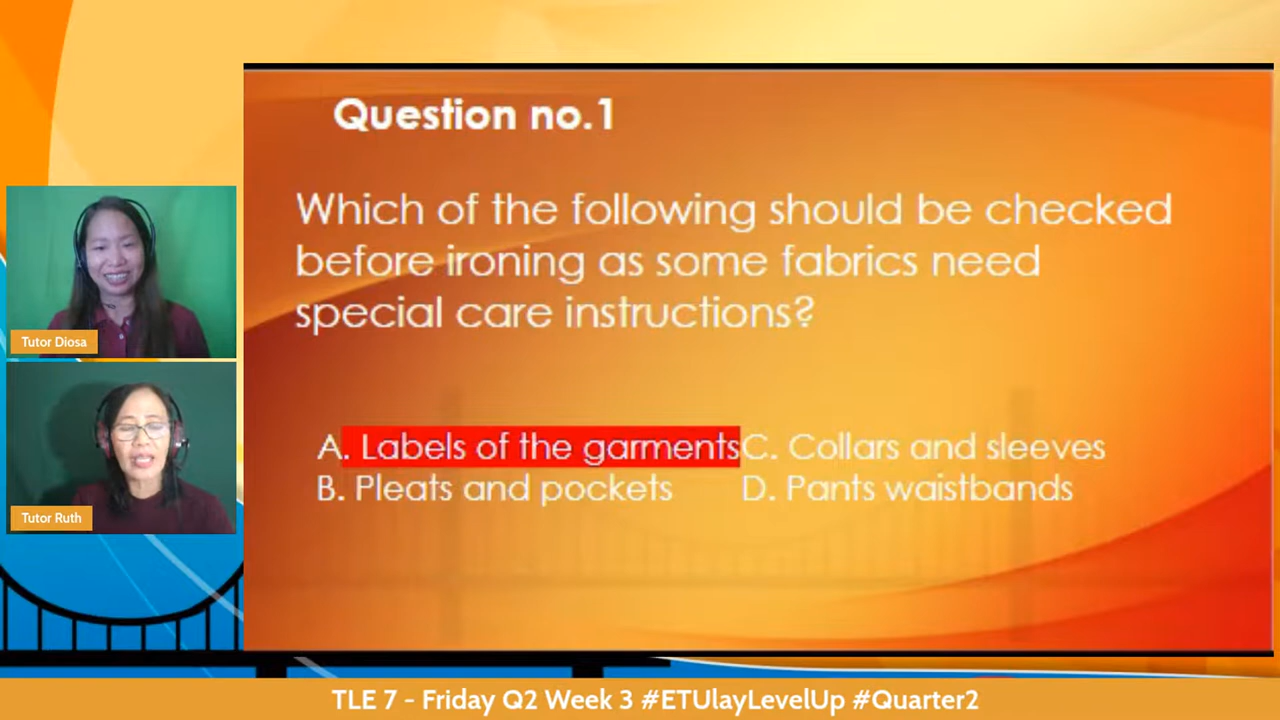 Question no.1
Which of the following should be checked
before ironing as some fabrics need
special care instructions?
A. Labels of the garments C. Collars and sleeves
B. Pleats and pockets D. Pants waistbands
Tutor Diosa
Tutor Ruth
TLE 7 - Friday Q2 Week 3 #ETUlayLevelUp #Quarter2